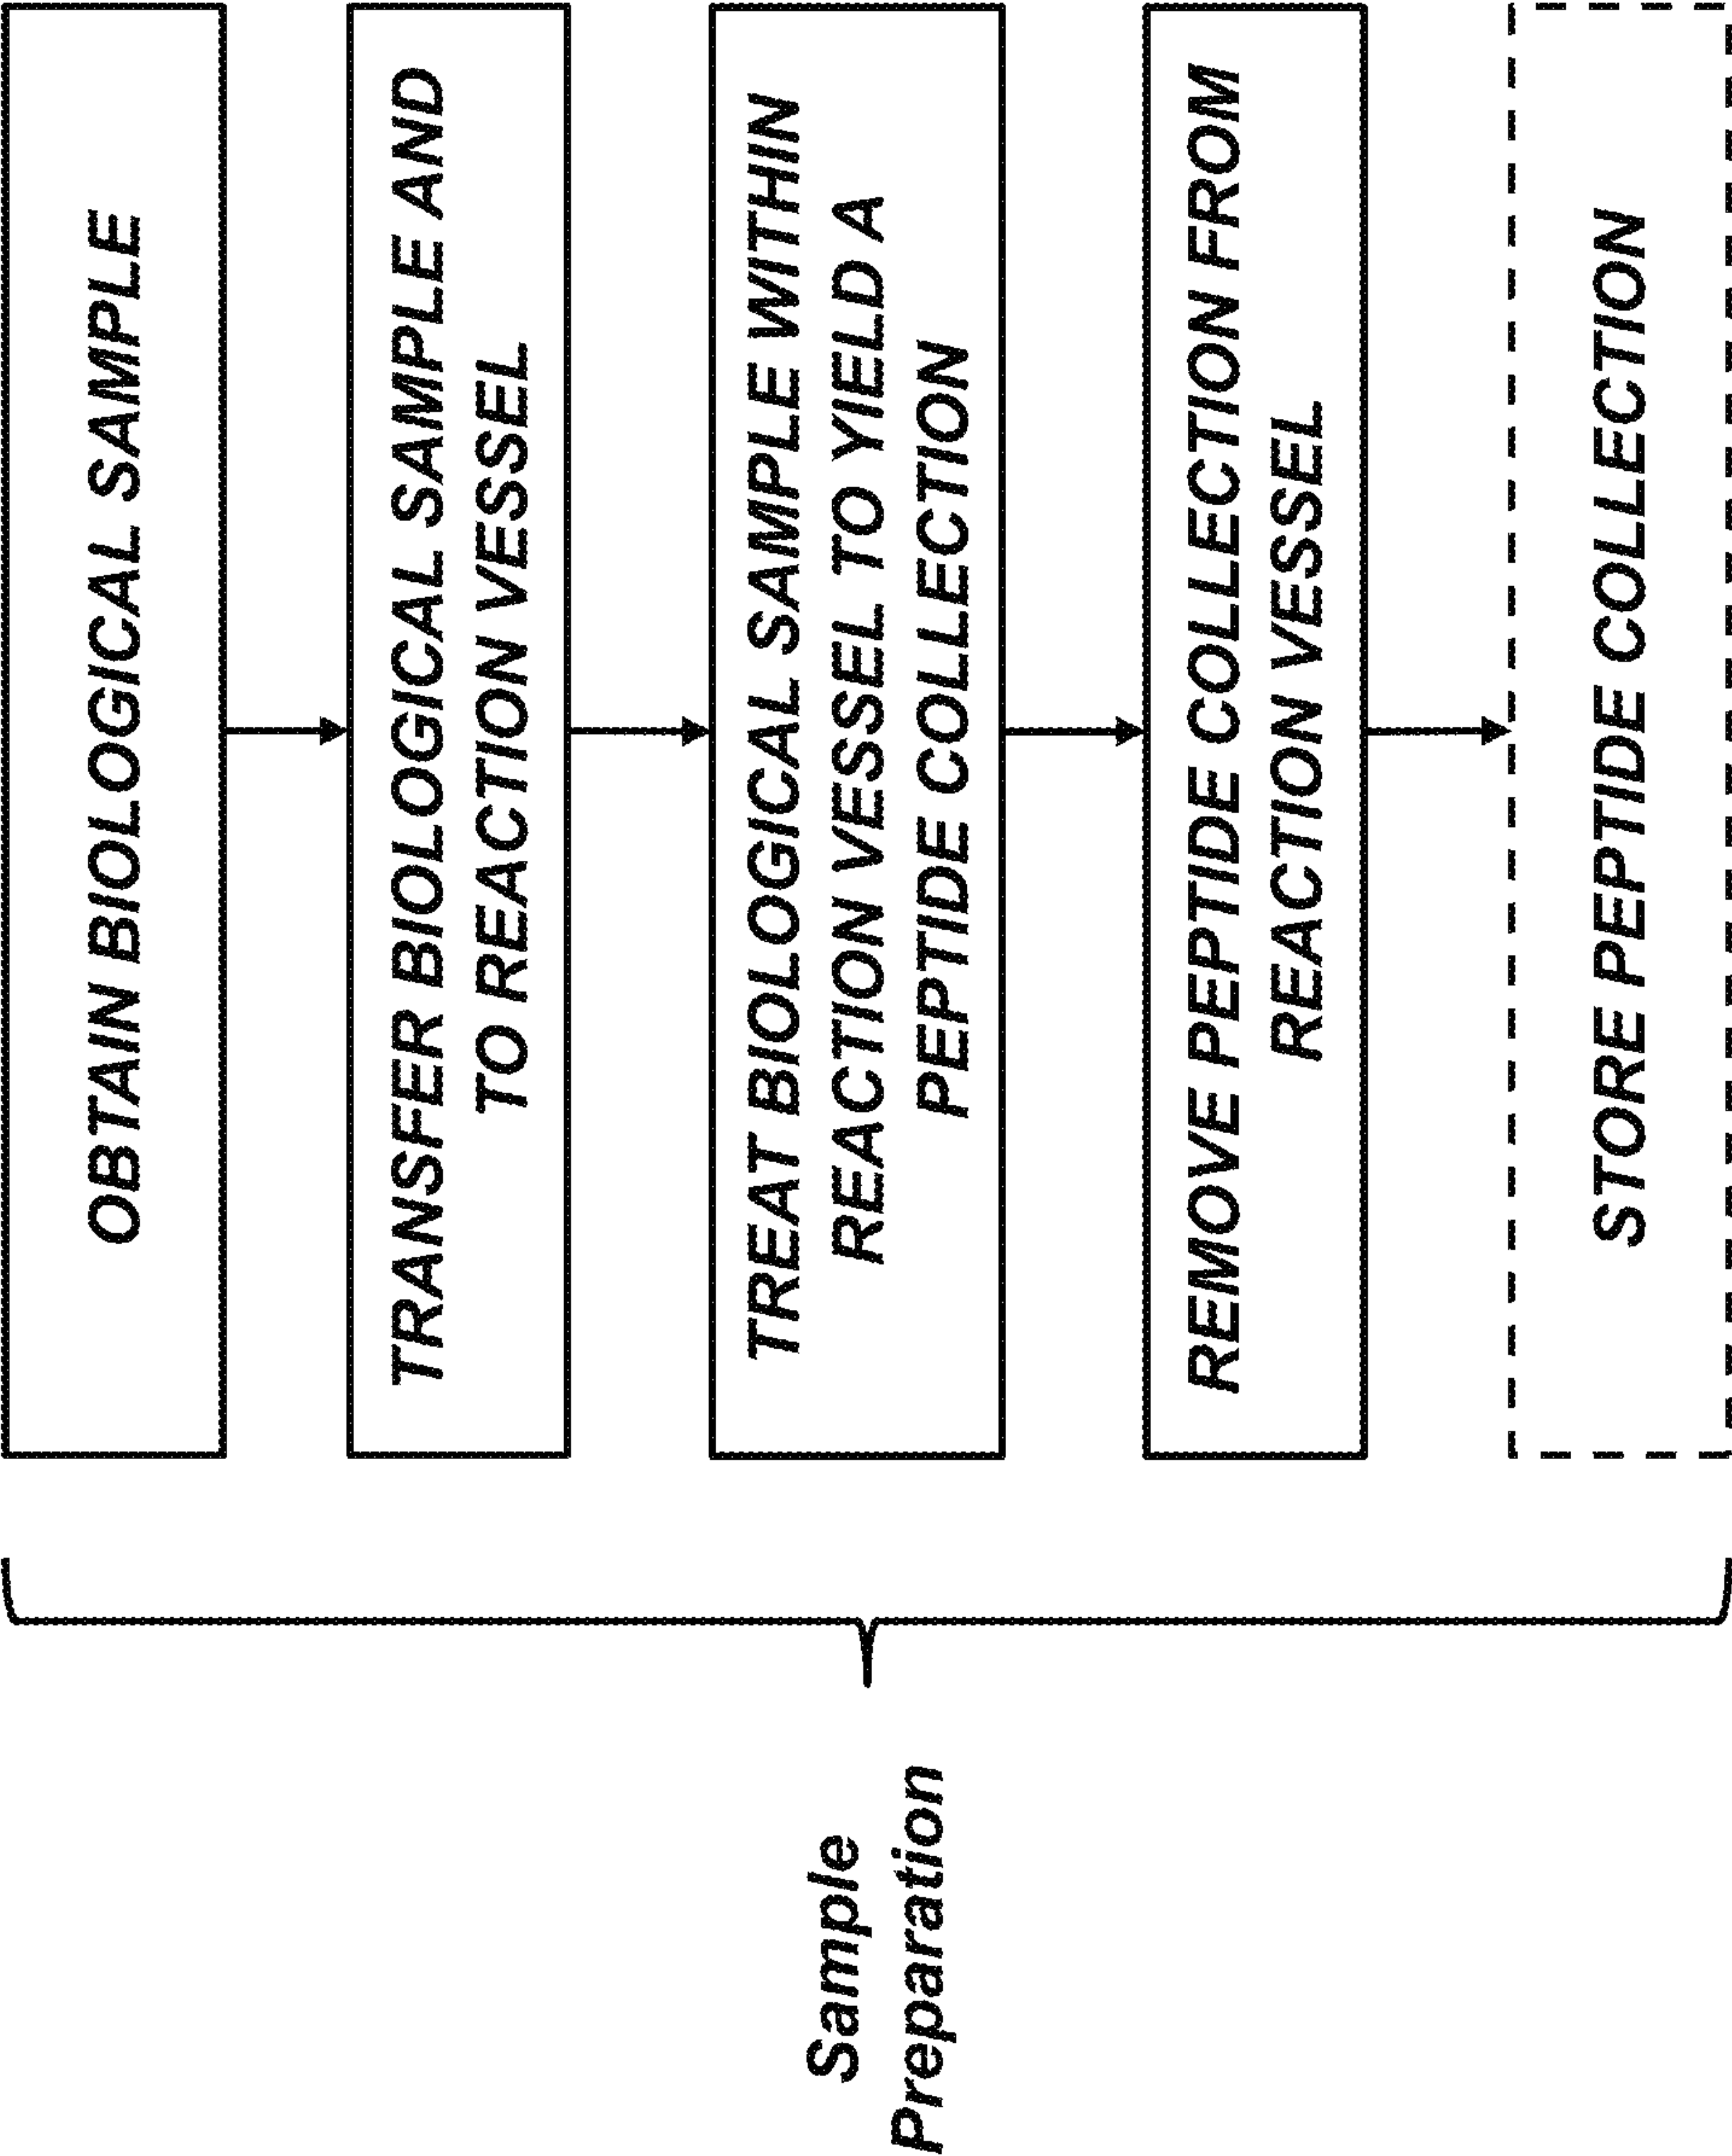 Sample
Preparation
OBTAIN BIOLOGICAL SAMPLE
TRANSFER BIOLOGICAL SAMPLE AND
TO REACTION VESSEL
TREAT BIOLOGICAL SAMPLE WITHIN
REACTION VESSEL TO YIELD A
PEPTIDE COLLECTION
REMOVE PEPTIDE COLLECTION FROM
REACTION VESSEL
STORE PEPTIDE COLLECTION